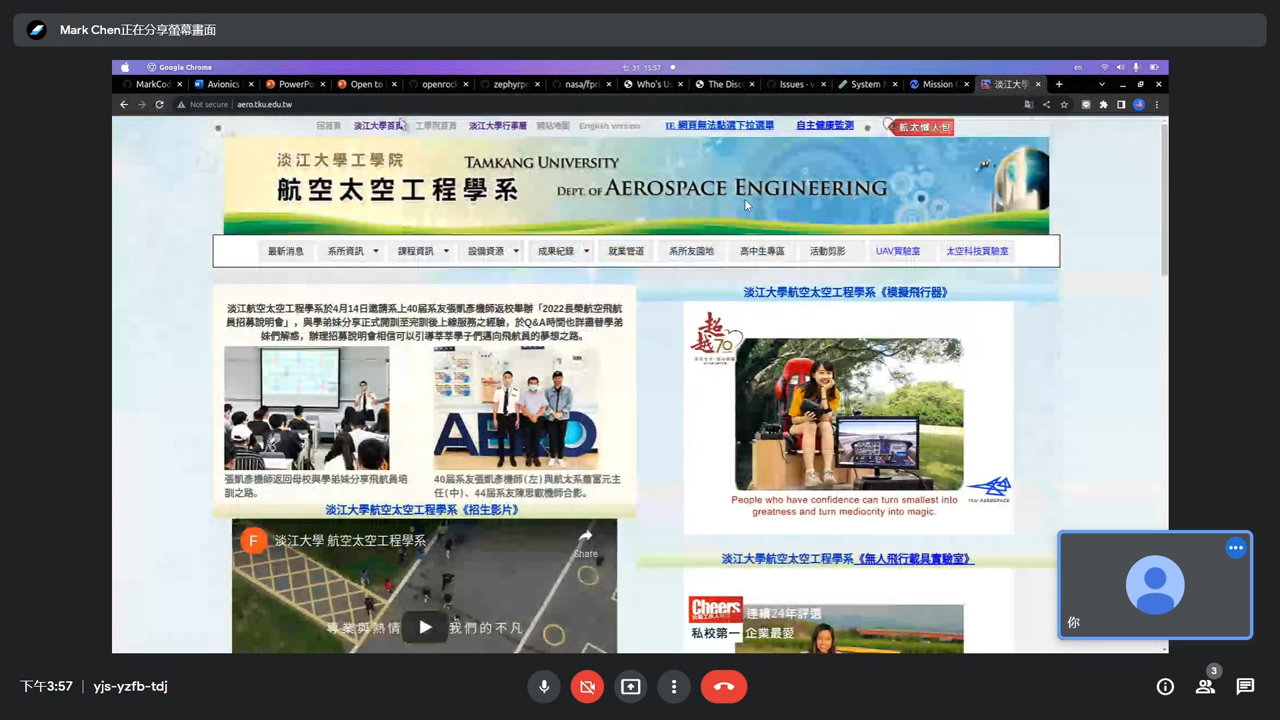 Mark Chen正在分享螢幕畫面
Google Chrome
七 31 15:57
en
MarkCod
Avionics
PowerPo
Open to
openrock
zephyrpr
nasa/fpri
Who's Us
The Disc
Issues · v
System M
Mission C
淡江大學
Not secure
aero.tku.edu.tw
回首頁
淡江大學首頁
工學院首頁
淡江大學行事曆
網站地圖
English version
IE 網頁無法點選下拉選單
自主健康監測
航太懶人包
淡江大學工學院
TAMKANG UNIVERSITY
航空太空工程學系
DEPT. OF AEROSPACE ENGINEERING
最新消息
系所資訊
課程資訊
設備資源
成果紀錄
就業管道
系所友園地
高中生專區
活動剪影
UAV實驗室
太空科技實驗室
淡江航空太空工程學系於4月14日邀請系上40屆系友張凱彥機師返校舉辦「2022長榮航空飛航
員招募說明會」，與學弟妹分享正式開訓至完訓後上線服務之經驗，於Q&A時間也詳盡替學弟
妹們解惑，辦理招募說明會相信可以引導莘莘學子們邁向飛航員的夢想之路。
AERO
張凱彥機師返回母校與學弟妹分享飛航員培
訓之路。
40屆系友張凱彥機師(左)與航太系蕭富元主
任(中)、44屆系友陳思叡機師合影。
淡江大學航空太空工程學系《招生影片》
F
淡江大學 航空太空工程學系
Share
專業與熱情
我們的不凡
淡江大學航空太空工程學系《模擬飛行器》
超越70
People who have confidence can turn smallest into
greatness and turn mediocrity into magic.
TKU AEROSPACE
淡江大學航空太空工程學系《無人飛行載具實驗室》
Cheers
連續24年評選
私校第一 企業最愛
你
下午3:57
yjs-yzfb-tdj
3